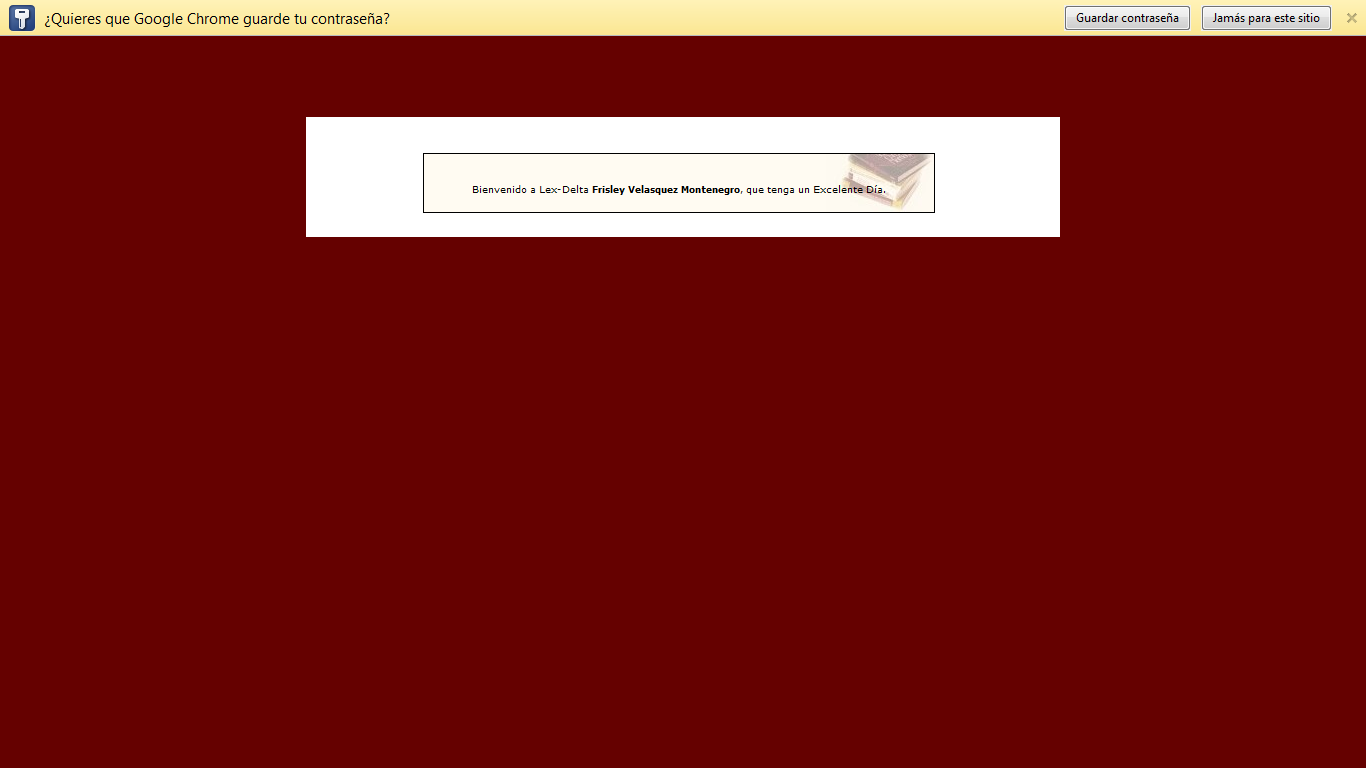 ¿Quieres que Google Chrome guarde tu contraseña?
Guardar contraseña
Jamás para este sitio
Bienvenido a Lex-Delta Frisley Velasquez Montenegro, que tenga un Excelente Día.